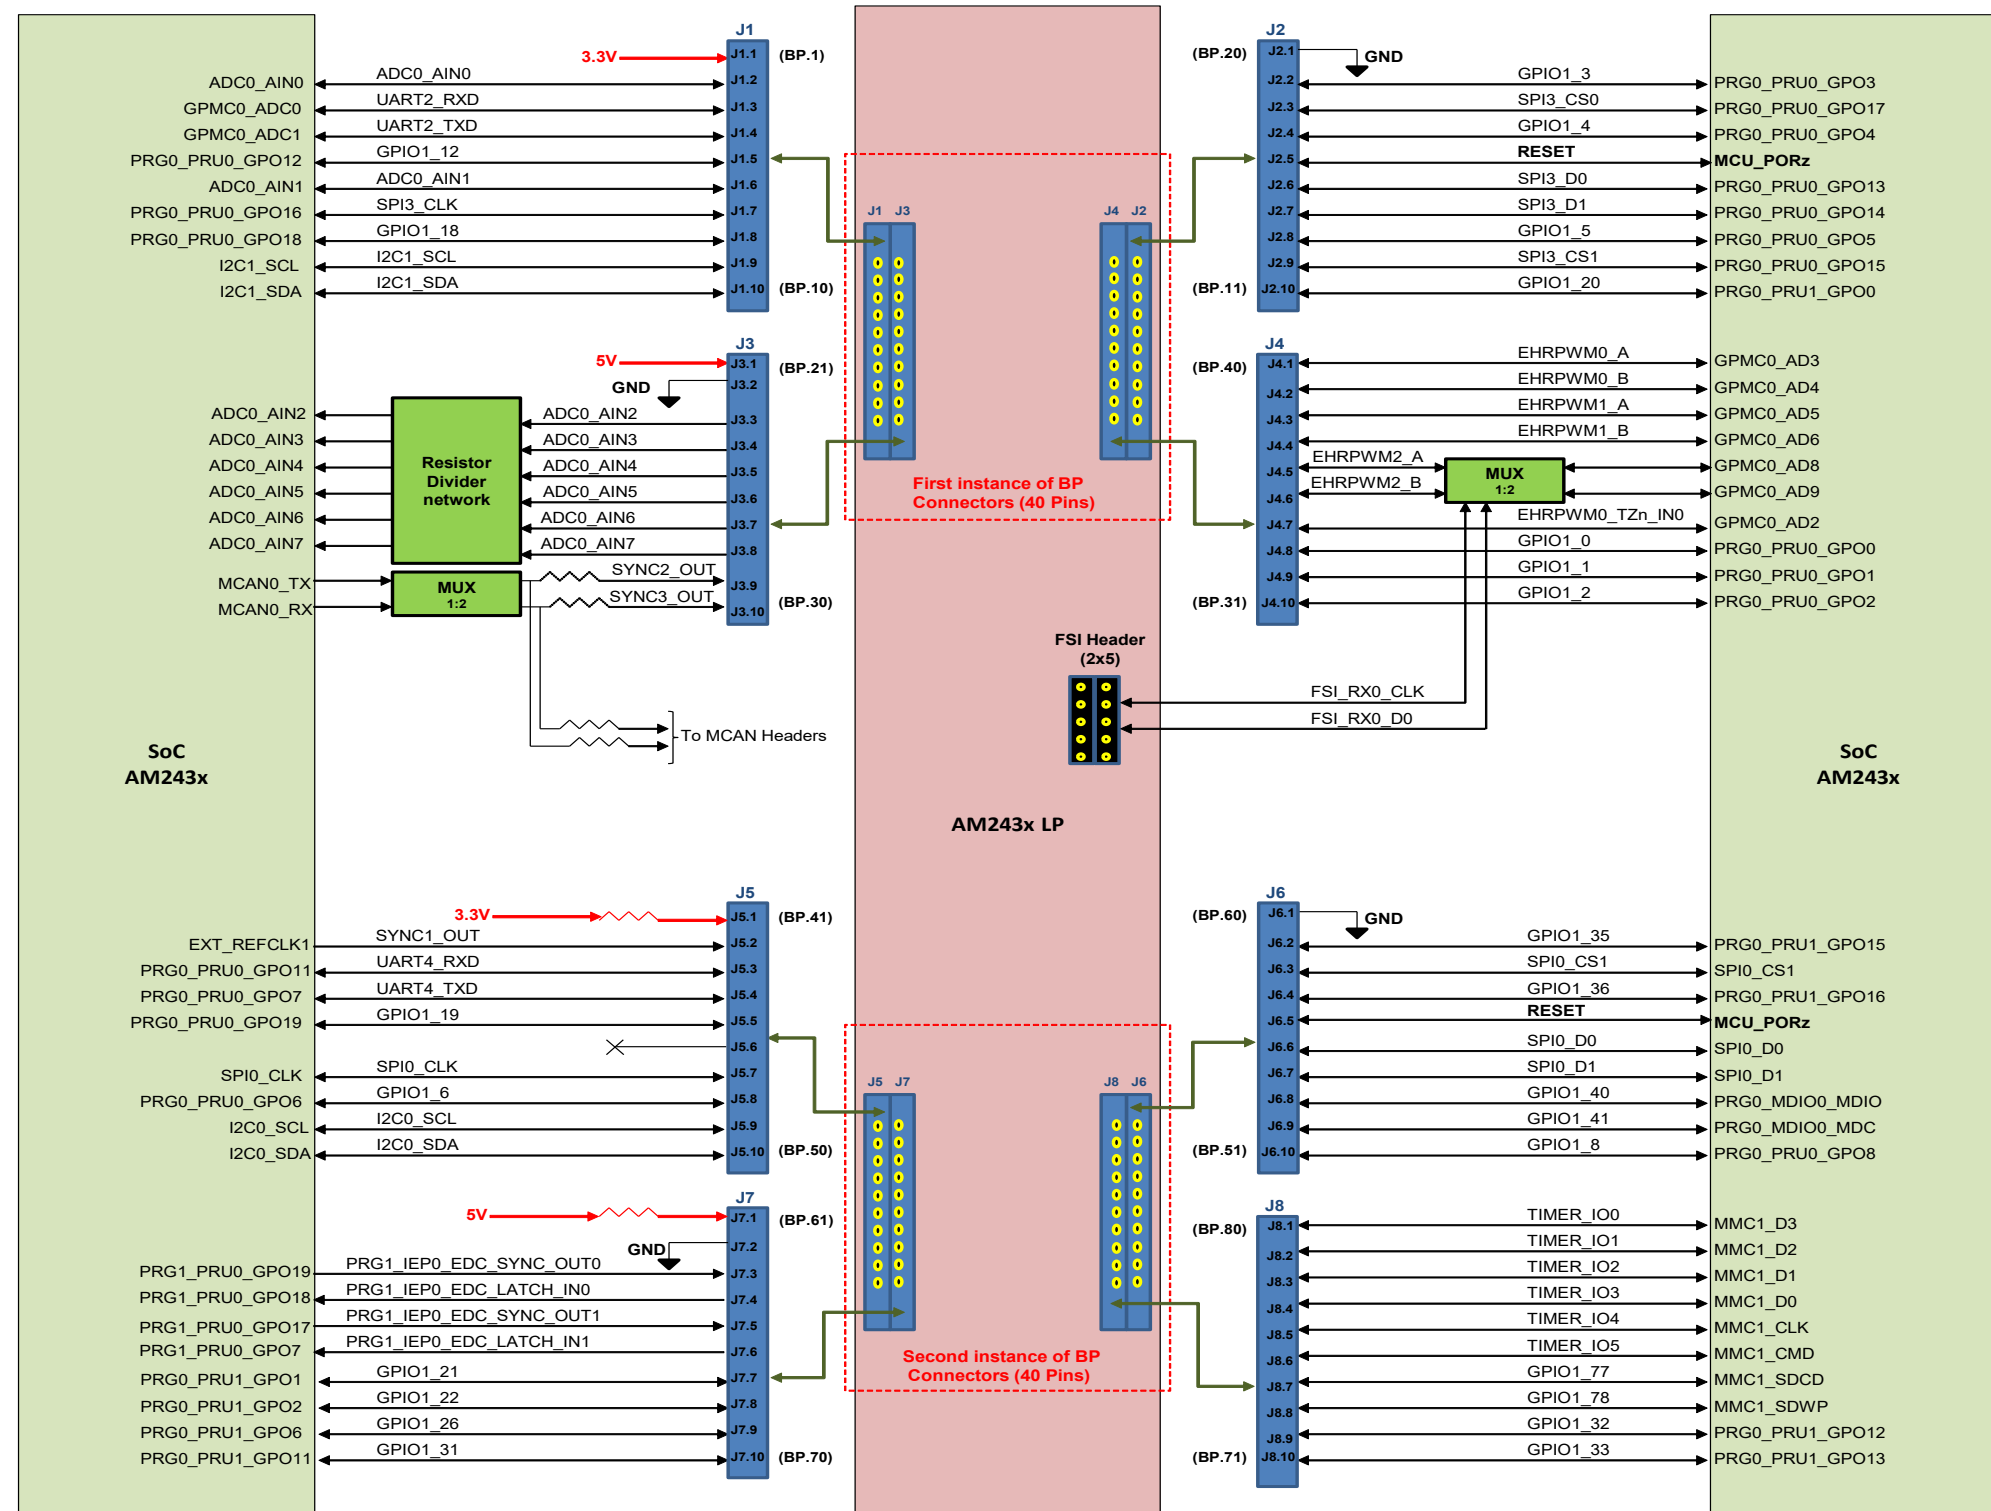 J1
3.3V
J1.1
(BP.1)
ADC0_AIN0
ADC0_AIN0
J1.2
GPMC0_ADC0
UART2_RXD
J1.3
GPMC0_ADC1
UART2_TXD
J1.4
PRG0_PRU0_GPO12
GPIO1_12
J1.5
ADC0_AIN1
ADC0_AIN1
J1.6
PRG0_PRU0_GPO16
SPI3_CLK
J1.7
PRG0_PRU0_GPO18
GPIO1_18
J1.8
I2C1_SCL
I2C1_SCL
J1.9
I2C1_SDA
I2C1_SDA
J1.10
(BP.10)
J3
5V
J3.1
(BP.21)
GND
J3.2
ADC0_AIN2
ADC0_AIN2
J3.3
ADC0_AIN3
ADC0_AIN3
J3.4
ADC0_AIN4
ADC0_AIN4
J3.5
ADC0_AIN5
ADC0_AIN5
J3.6
ADC0_AIN6
ADC0_AIN6
J3.7
ADC0_AIN7
ADC0_AIN7
J3.8
Resistor
Divider
network
MCAN0_TX
MUX
1:2
SYNC2_OUT
J3.9
MCAN0_RX
SYNC3_OUT
J3.10
(BP.30)
To MCAN Headers
SoC
AM243x
J5
3.3V
J5.1
(BP.41)
EXT_REFCLK1
SYNC1_OUT
J5.2
PRG0_PRU0_GPO11
UART4_RXD
J5.3
PRG0_PRU0_GPO7
UART4_TXD
J5.4
PRG0_PRU0_GPO19
GPIO1_19
J5.5
J5.6
SPI0_CLK
SPI0_CLK
J5.7
PRG0_PRU0_GPO6
GPIO1_6
J5.8
I2C0_SCL
I2C0_SCL
J5.9
I2C0_SDA
I2C0_SDA
J5.10
(BP.50)
J7
5V
J7.1
(BP.61)
GND
J7.2
PRG1_PRU0_GPO19
PRG1_IEP0_EDC_SYNC_OUT0
J7.3
PRG1_PRU0_GPO18
PRG1_IEP0_EDC_LATCH_IN0
J7.4
PRG1_PRU0_GPO17
PRG1_IEP0_EDC_SYNC_OUT1
J7.5
PRG1_PRU0_GPO7
PRG1_IEP0_EDC_LATCH_IN1
J7.6
PRG0_PRU1_GPO1
GPIO1_21
J7.7
PRG0_PRU1_GPO2
GPIO1_22
J7.8
PRG0_PRU1_GPO6
GPIO1_26
J7.9
PRG0_PRU1_GPO11
GPIO1_31
J7.10
(BP.70)
J1 J3
J4 J2
First instance of BP
Connectors (40 Pins)
FSI Header
(2x5)
AM243x LP
J5 J7
J8 J6
Second instance of BP
Connectors (40 Pins)
J2
(BP.20)
J2.1
GND
J2.2
GPIO1_3
PRG0_PRU0_GPO3
J2.3
SPI3_CS0
PRG0_PRU0_GPO17
J2.4
GPIO1_4
PRG0_PRU0_GPO4
J2.5
RESET
MCU_PORz
J2.6
SPI3_D0
PRG0_PRU0_GPO13
J2.7
SPI3_D1
PRG0_PRU0_GPO14
J2.8
GPIO1_5
PRG0_PRU0_GPO5
J2.9
SPI3_CS1
PRG0_PRU0_GPO15
(BP.11)
J2.10
GPIO1_20
PRG0_PRU1_GPO0
J4
(BP.40)
J4.1
EHRPWM0_A
GPMC0_AD3
J4.2
EHRPWM0_B
GPMC0_AD4
J4.3
EHRPWM1_A
GPMC0_AD5
J4.4
EHRPWM1_B
GPMC0_AD6
J4.5
EHRPWM2_A
MUX
1:2
GPMC0_AD8
J4.6
EHRPWM2_B
GPMC0_AD9
J4.7
EHRPWM0_TZn_IN0
GPMC0_AD2
J4.8
GPIO1_0
PRG0_PRU0_GPO0
J4.9
GPIO1_1
PRG0_PRU0_GPO1
(BP.31)
J4.10
GPIO1_2
PRG0_PRU0_GPO2
FSI_RX0_CLK
FSI_RX0_D0
SoC
AM243x
J6
(BP.60)
J6.1
GND
J6.2
GPIO1_35
PRG0_PRU1_GPO15
J6.3
SPI0_CS1
SPI0_CS1
J6.4
GPIO1_36
PRG0_PRU1_GPO16
J6.5
RESET
MCU_PORz
J6.6
SPI0_D0
SPI0_D0
J6.7
SPI0_D1
SPI0_D1
J6.8
GPIO1_40
PRG0_MDIO0_MDIO
J6.9
GPIO1_41
PRG0_MDIO0_MDC
(BP.51)
J6.10
GPIO1_8
PRG0_PRU0_GPO8
J8
(BP.80)
J8.1
TIMER_IO0
MMC1_D3
J8.2
TIMER_IO1
MMC1_D2
J8.3
TIMER_IO2
MMC1_D1
J8.4
TIMER_IO3
MMC1_D0
J8.5
TIMER_IO4
MMC1_CLK
J8.6
TIMER_IO5
MMC1_CMD
J8.7
GPIO1_77
MMC1_SDCD
J8.8
GPIO1_78
MMC1_SDWP
J8.9
GPIO1_32
PRG0_PRU1_GPO12
(BP.71)
J8.10
GPIO1_33
PRG0_PRU1_GPO13